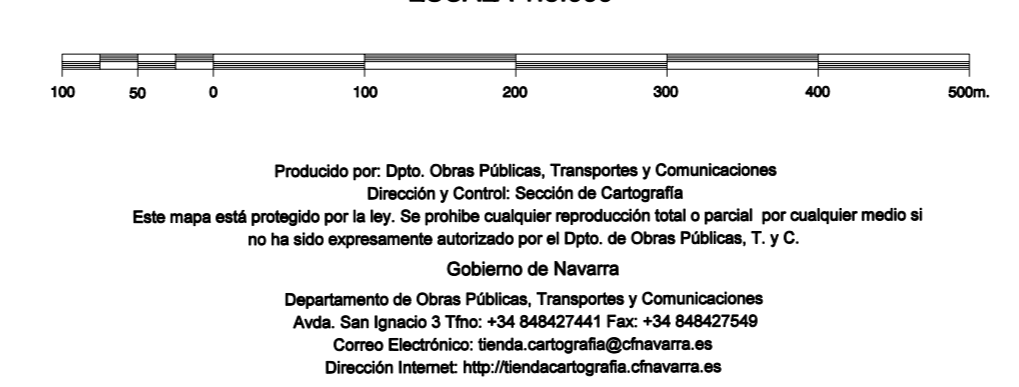 100 50 0 100 200 300 400 500m.
Producido por: Dpto. Obras Públicas, Transportes y Comunicaciones
Dirección y Control: Sección de Cartografía
Este mapa está protegido por la ley. Se prohibe cualquier reproducción total o parcial por cualquier medio si
no ha sido expresamente autorizado por el Dpto. de Obras Públicas, T. y C.
Gobierno de Navarra
Departamento de Obras Públicas, Transportes y Comunicaciones
Avda. San Ignacio 3 Tfno: +34 848427441 Fax: +34 848427549
Correo Electrónico: tienda.cartografia@cfnavarra.es
Dirección Internet: http://tiendacartografia.cfnavarra.es